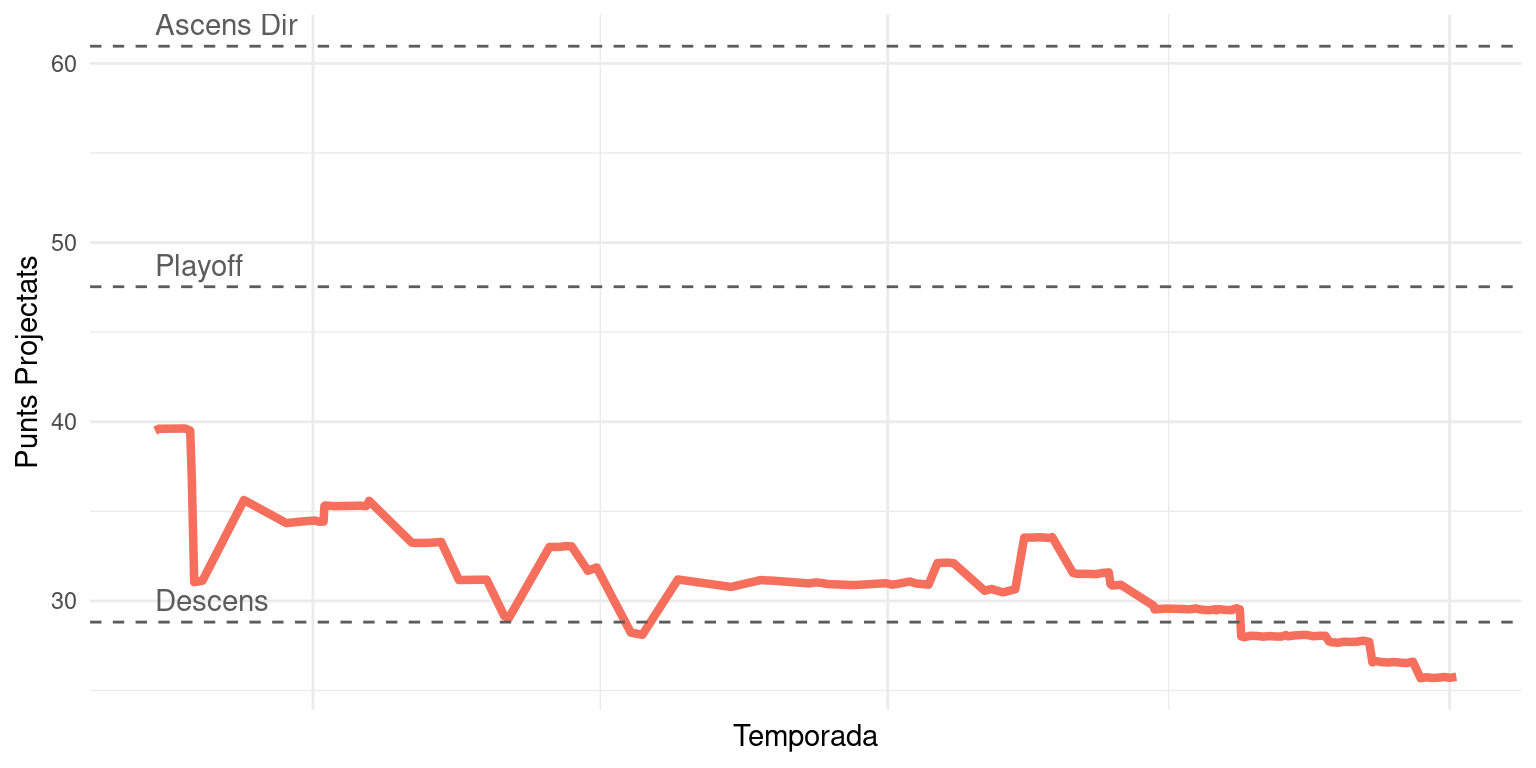 Ascens Dir
60
50
Playoff
Punts Projectats
40
30
Descens
Temporada